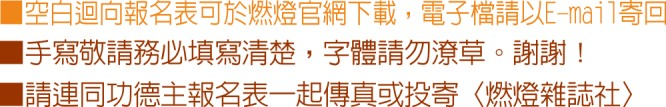 ■空白迴向報名表可於燃燈官網下載，電子檔請以E-mail寄回
■手寫敬請務必填寫清楚，字體請勿潦草。謝謝！
■請連同功德主報名表一起傳真或投寄〈燃燈雜誌社〉